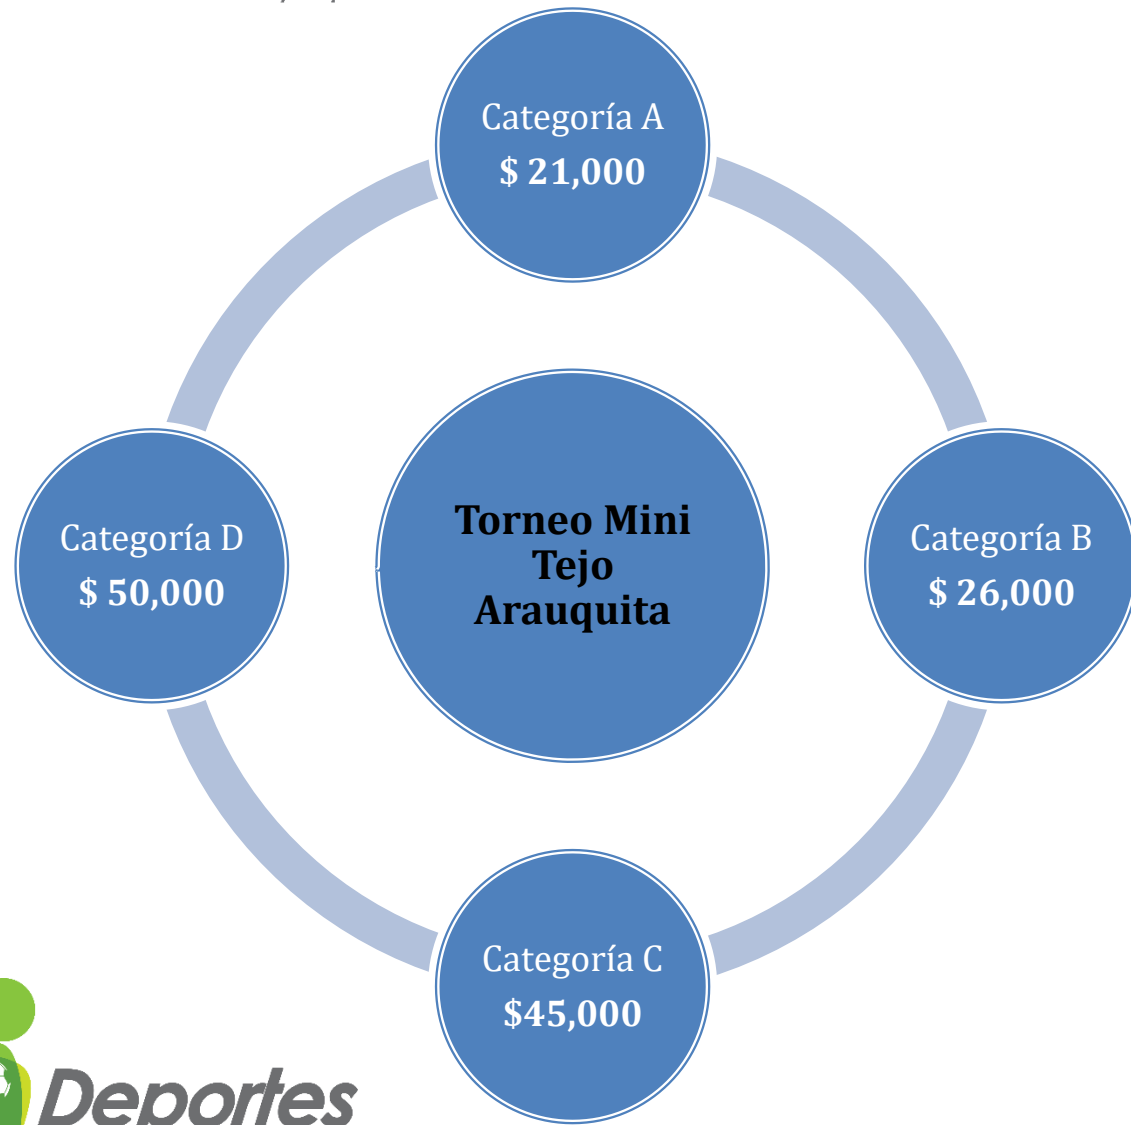 Categoría A
$ 21,000
Categoría D
$ 50,000
Torneo Mini
Tejo
Arauquita
Categoría B
$ 26,000
Categoría C
$45,000
Deportes